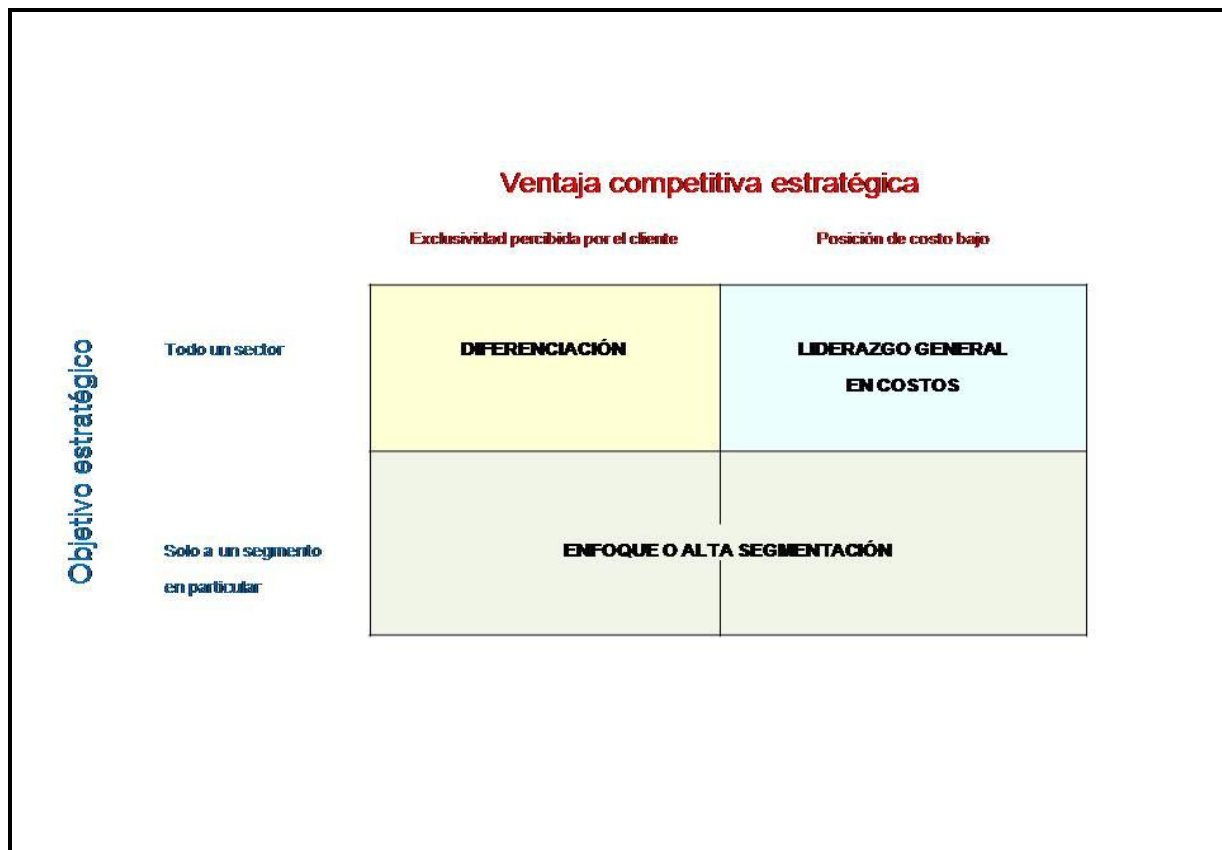 Ventaja competitiva estratégica
Exclusividad percibida por el cliente
Posición de costo bajo
Objetivo estratégico
Todo un sector
DIFERENCIACIÓN
LIDERAZGO GENERAL
EN COSTOS
Solo a un segmento
en particular
ENFOQUE O ALTA SEGMENTACIÓN